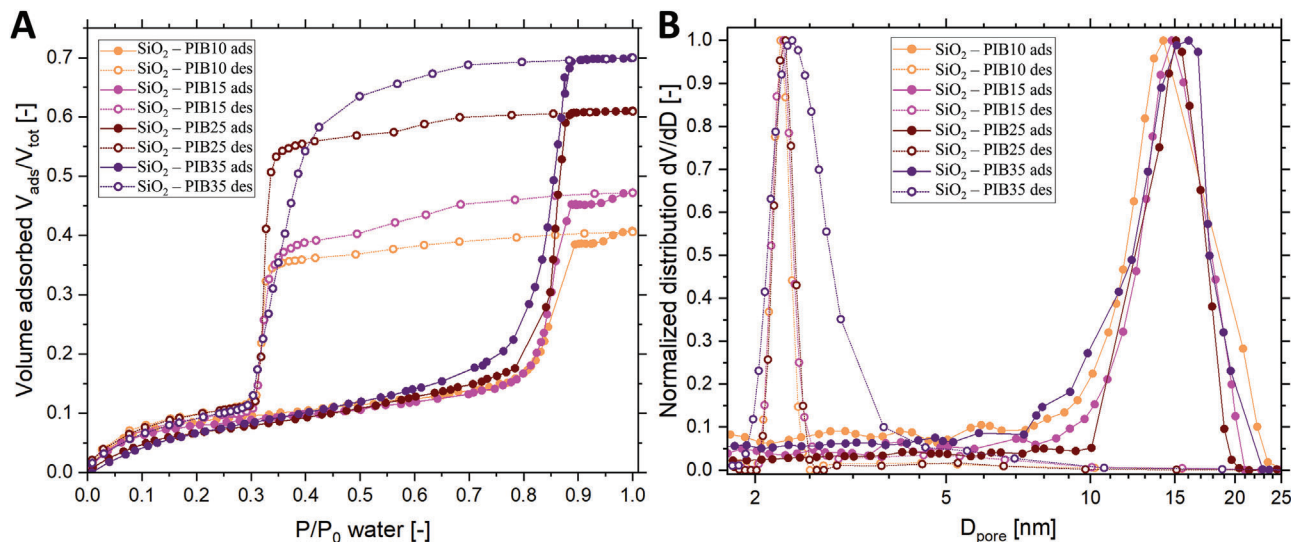 A
SiO₂ – PIB10 ads
SiO₂ – PIB10 des
SiO₂ – PIB15 ads
SiO₂ – PIB15 des
SiO₂ – PIB25 ads
SiO₂ – PIB25 des
SiO₂ – PIB35 ads
SiO₂ – PIB35 des
Volume adsorbed V_ads/V_tot [-]
0.7
0.6
0.5
0.4
0.3
0.2
0.1
0.0
0.0 0.1 0.2 0.3 0.4 0.5 0.6 0.7 0.8 0.9 1.0
P/P₀ water [-]
B
SiO₂ – PIB10 ads
SiO₂ – PIB10 des
SiO₂ – PIB15 ads
SiO₂ – PIB15 des
SiO₂ – PIB25 ads
SiO₂ – PIB25 des
SiO₂ – PIB35 ads
SiO₂ – PIB35 des
Normalized distribution dV/dD [-]
1.0
0.9
0.8
0.7
0.6
0.5
0.4
0.3
0.2
0.1
0.0
2 5 10 15 20 25
D_pore [nm]